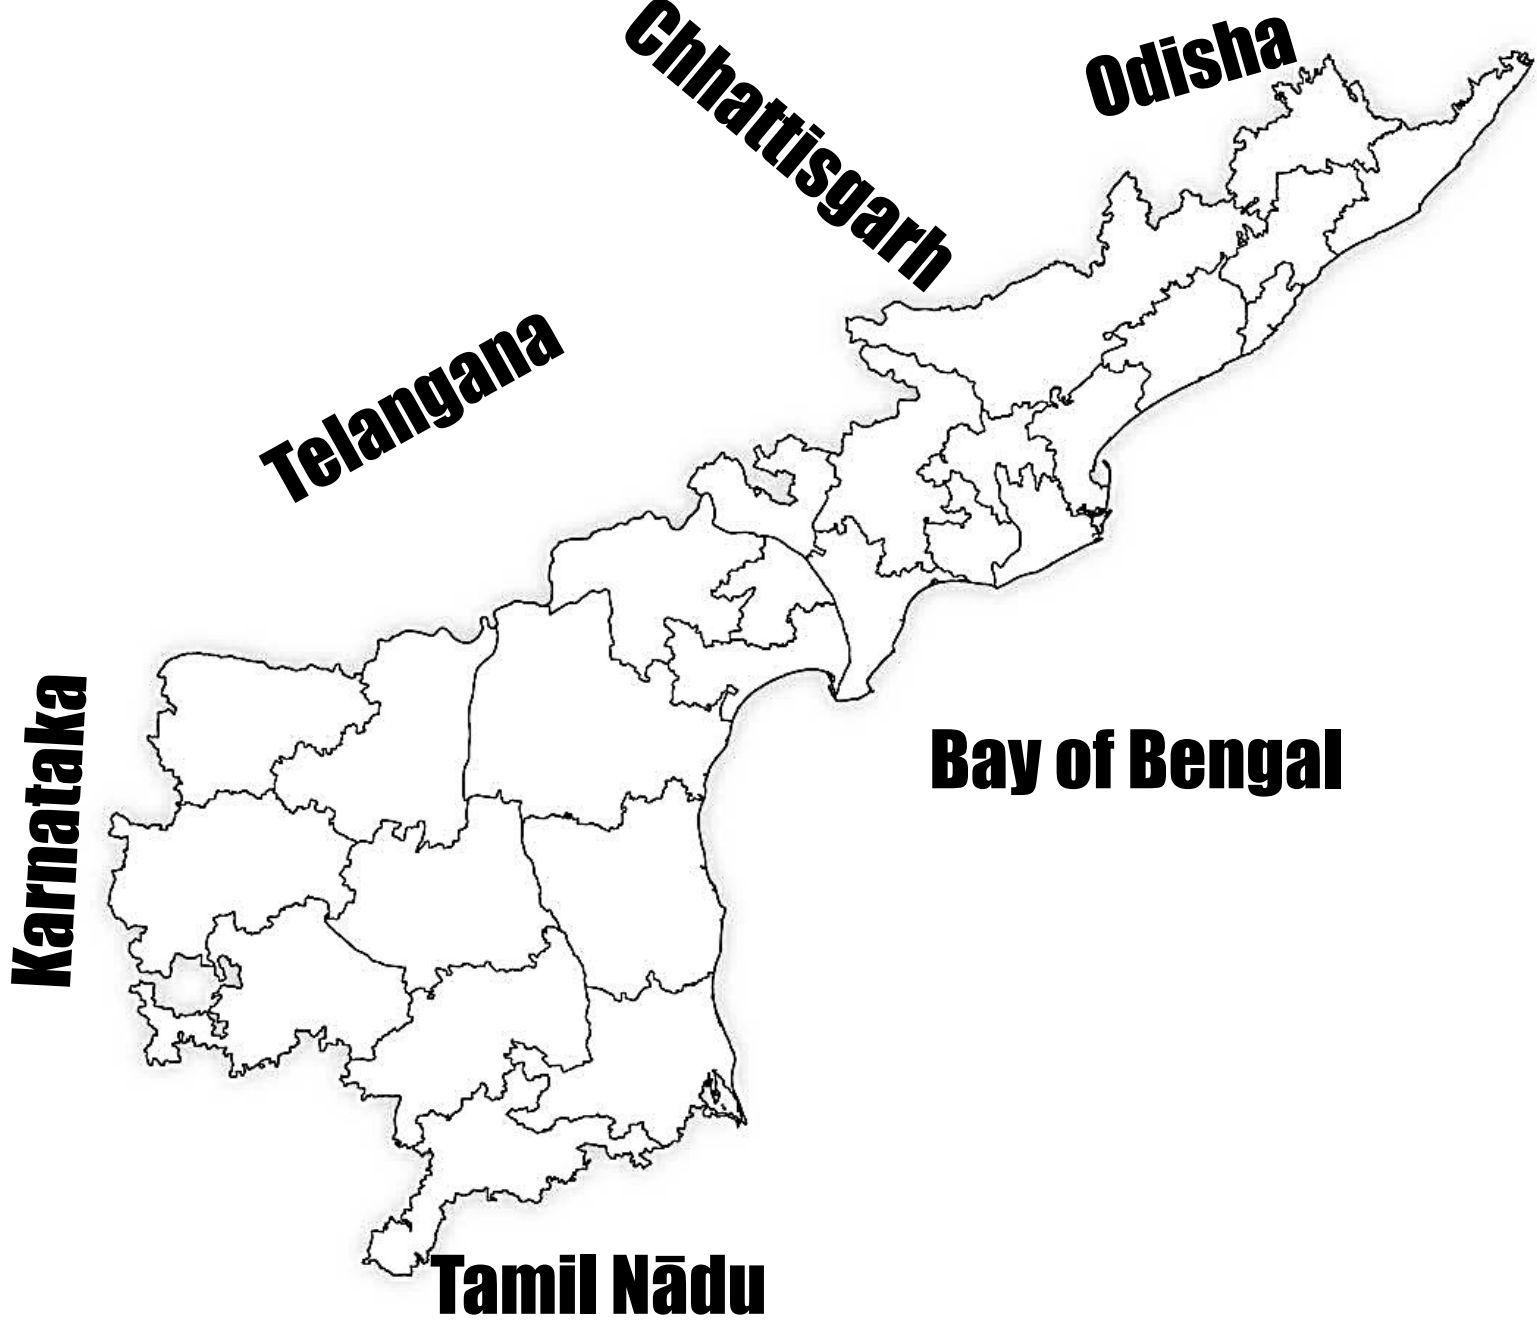 Chhattisgarh
Odisha
Telangana
Karnataka
Bay of Bengal
Tamil Nādu